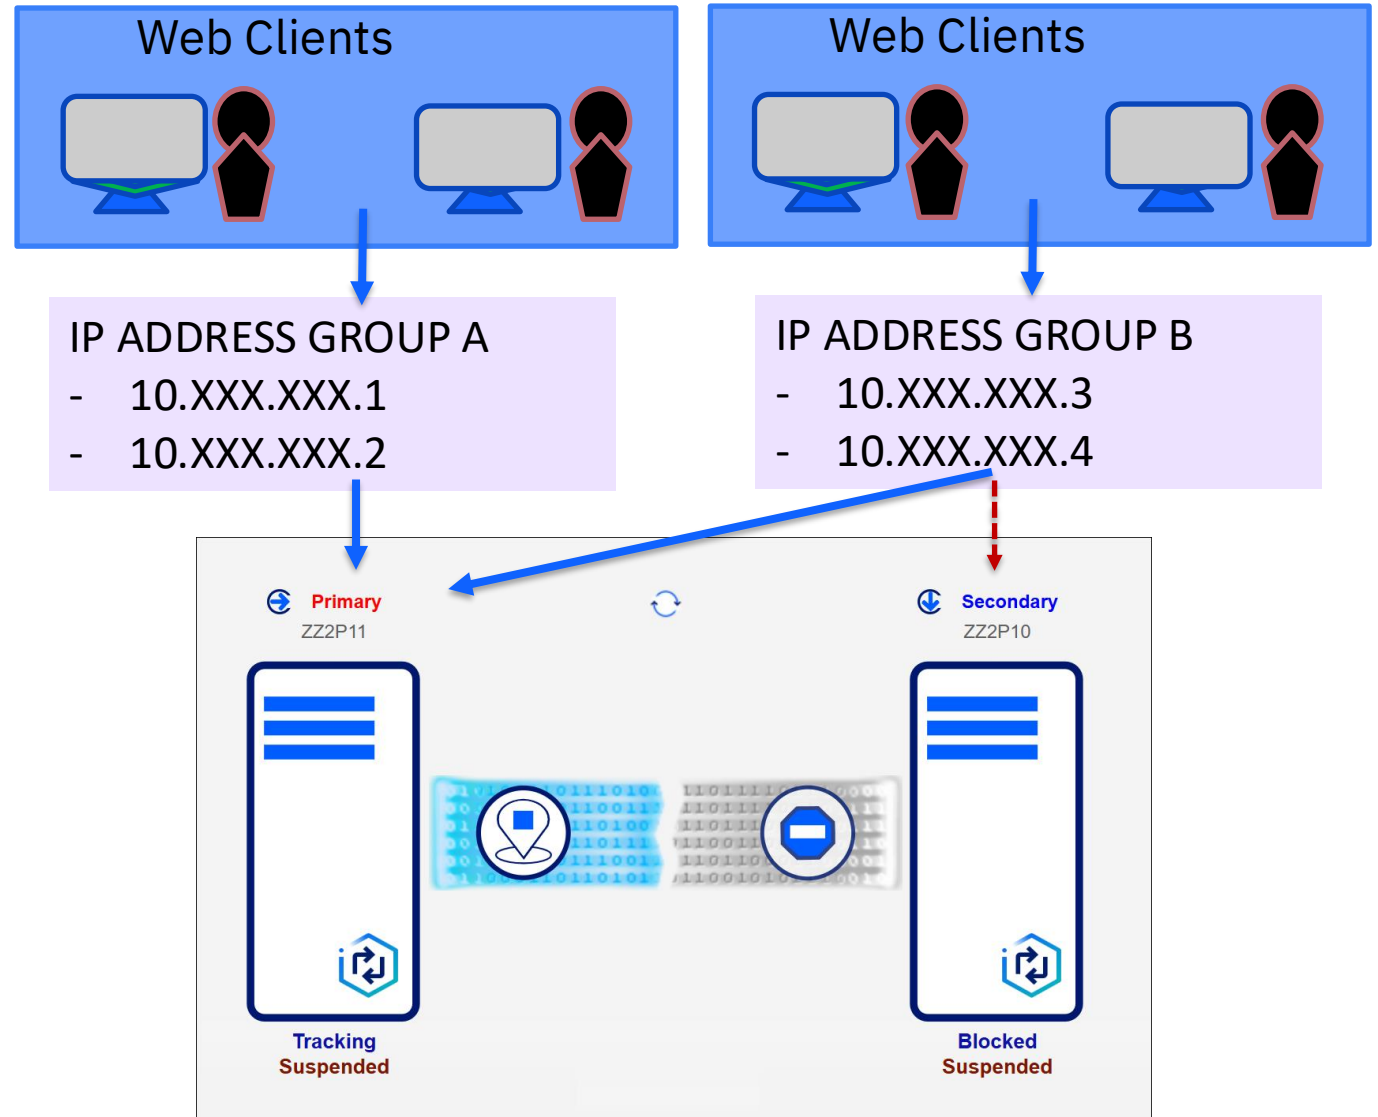 Web Clients
Web Clients
IP ADDRESS GROUP A
- 10.XXX.XXX.1
- 10.XXX.XXX.2
IP ADDRESS GROUP B
- 10.XXX.XXX.3
- 10.XXX.XXX.4
Primary
ZZ2P11
Secondary
ZZ2P10
Tracking
Suspended
Blocked
Suspended